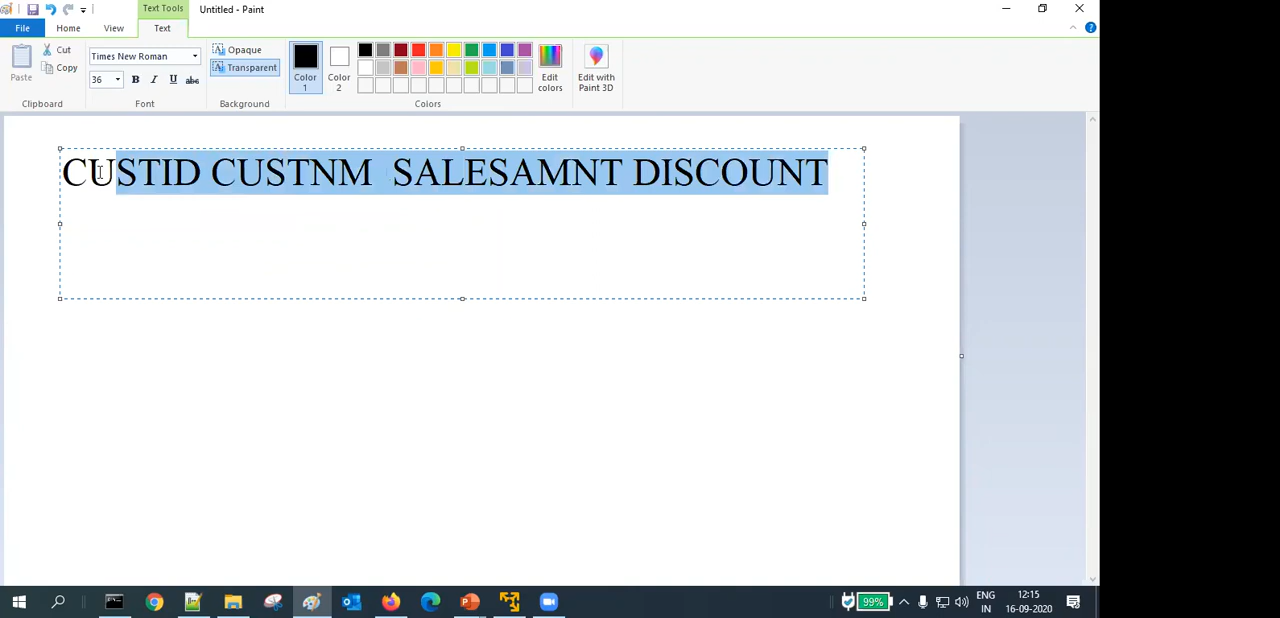 Text Tools
Untitled - Paint
File
Home
View
Text
Paste
Cut
Copy
Clipboard
Times New Roman
36
B I U abc
Font
Opaque
Transparent
Background
Color 1
Color 2
Edit colors
Colors
Edit with Paint 3D
CUSTID CUSTNM SALESAMNT DISCOUNT
99%
ENG
IN
12:15
16-09-2020